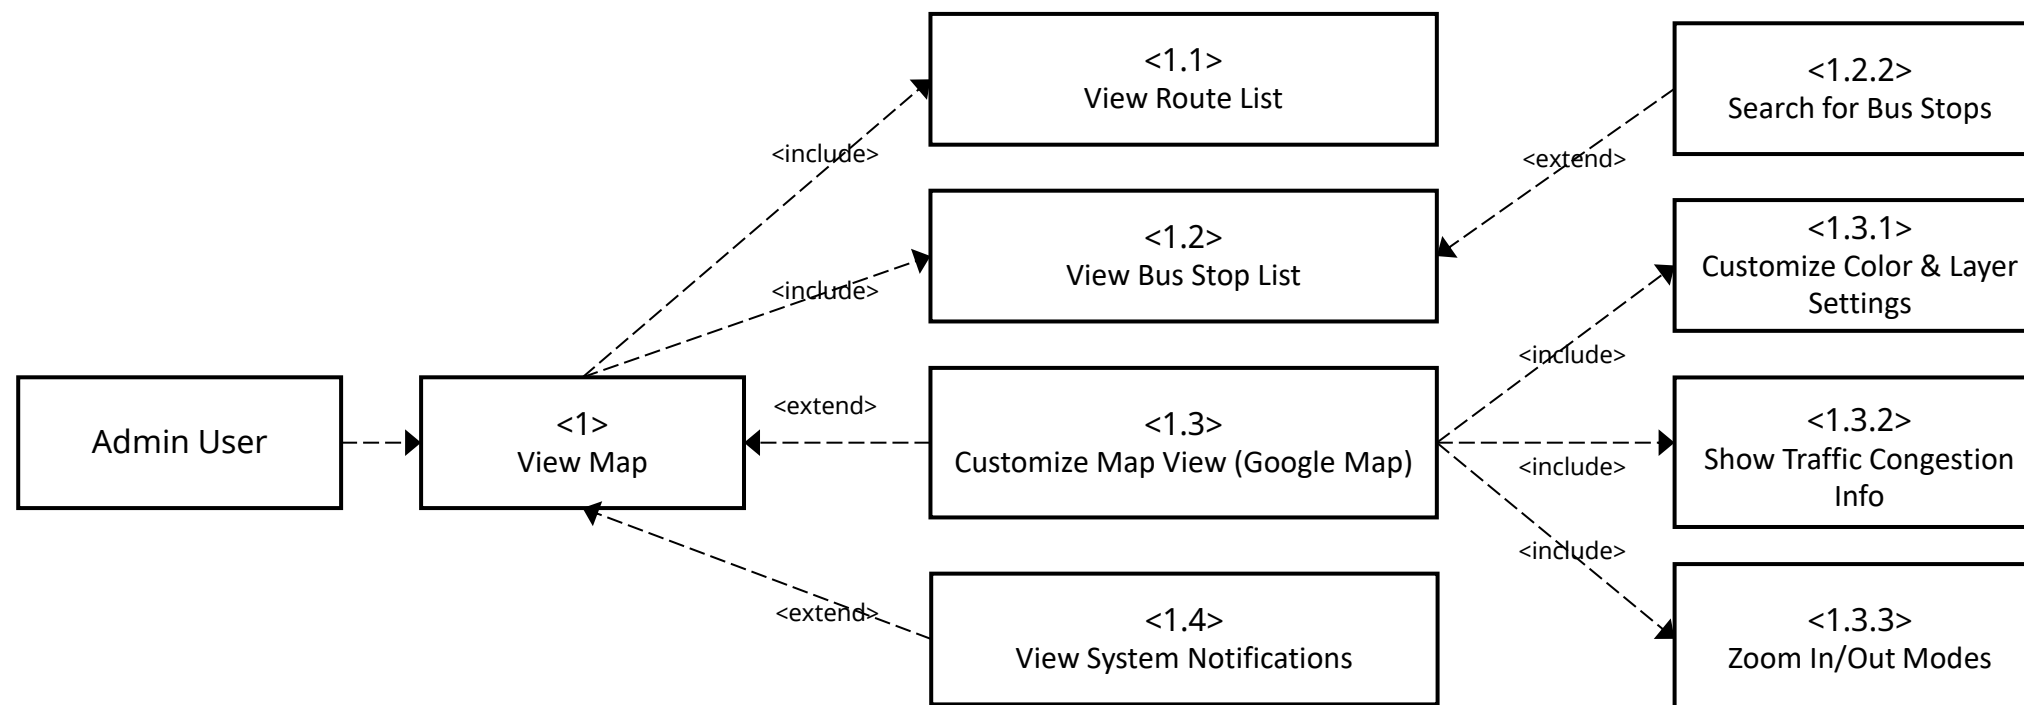 <1.1>
View Route List
<1.2.2>
Search for Bus Stops
<include>
<extend>
<1.2>
View Bus Stop List
<include>
<1.3.1>
Customize Color & Layer
Settings
<include>
Admin User
<1>
View Map
<extend>
<1.3>
Customize Map View (Google Map)
<include>
<1.3.2>
Show Traffic Congestion
Info
<include>
<extend>
<1.4>
View System Notifications
<1.3.3>
Zoom In/Out Modes